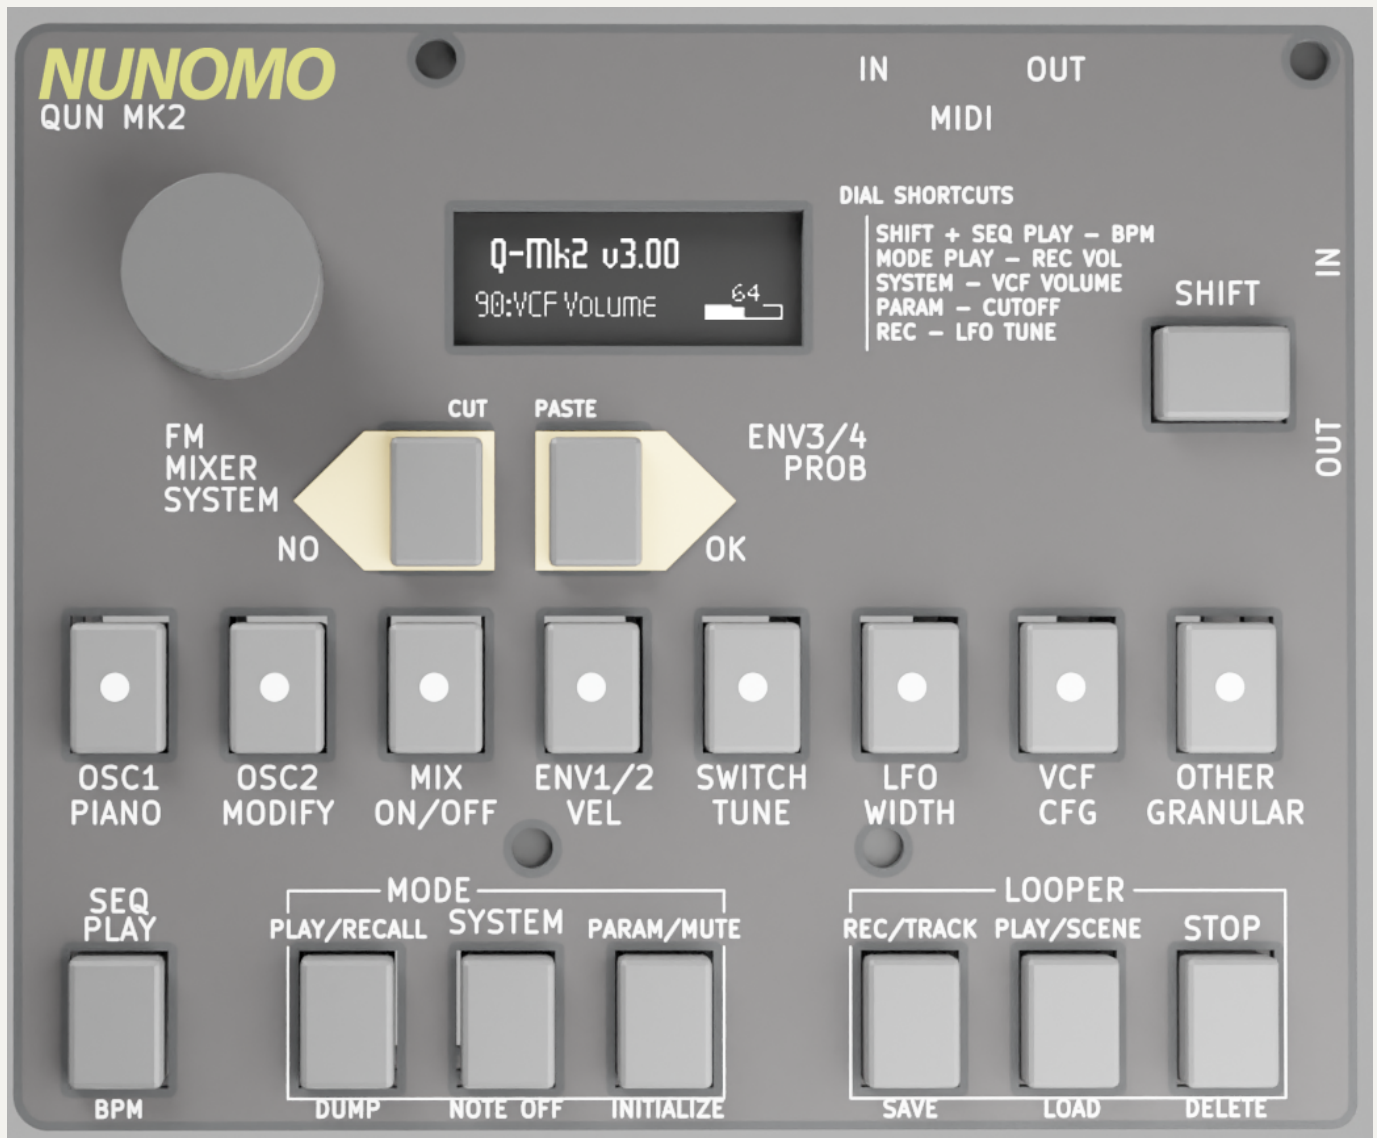 NUNOMO
QUN MK2
IN OUT
MIDI
Q-Mk2 v3.00
90:VCF Volume 64
DIAL SHORTCUTS
SHIFT + SEQ PLAY – BPM
MODE PLAY – REC VOL
SYSTEM – VCF VOLUME
PARAM – CUTOFF
REC – LFO TUNE
IN
SHIFT
OUT
CUT PASTE
FM
MIXER
SYSTEM
NO
ENV3/4
PROB
OK
OSC1
PIANO
OSC2
MODIFY
MIX
ON/OFF
ENV1/2
VEL
SWITCH
TUNE
LFO
WIDTH
VCF
CFG
OTHER
GRANULAR
SEQ
PLAY
BPM
MODE
PLAY/RECALL SYSTEM PARAM/MUTE
DUMP NOTE OFF INITIALIZE
LOOPER
REC/TRACK PLAY/SCENE STOP
SAVE LOAD DELETE